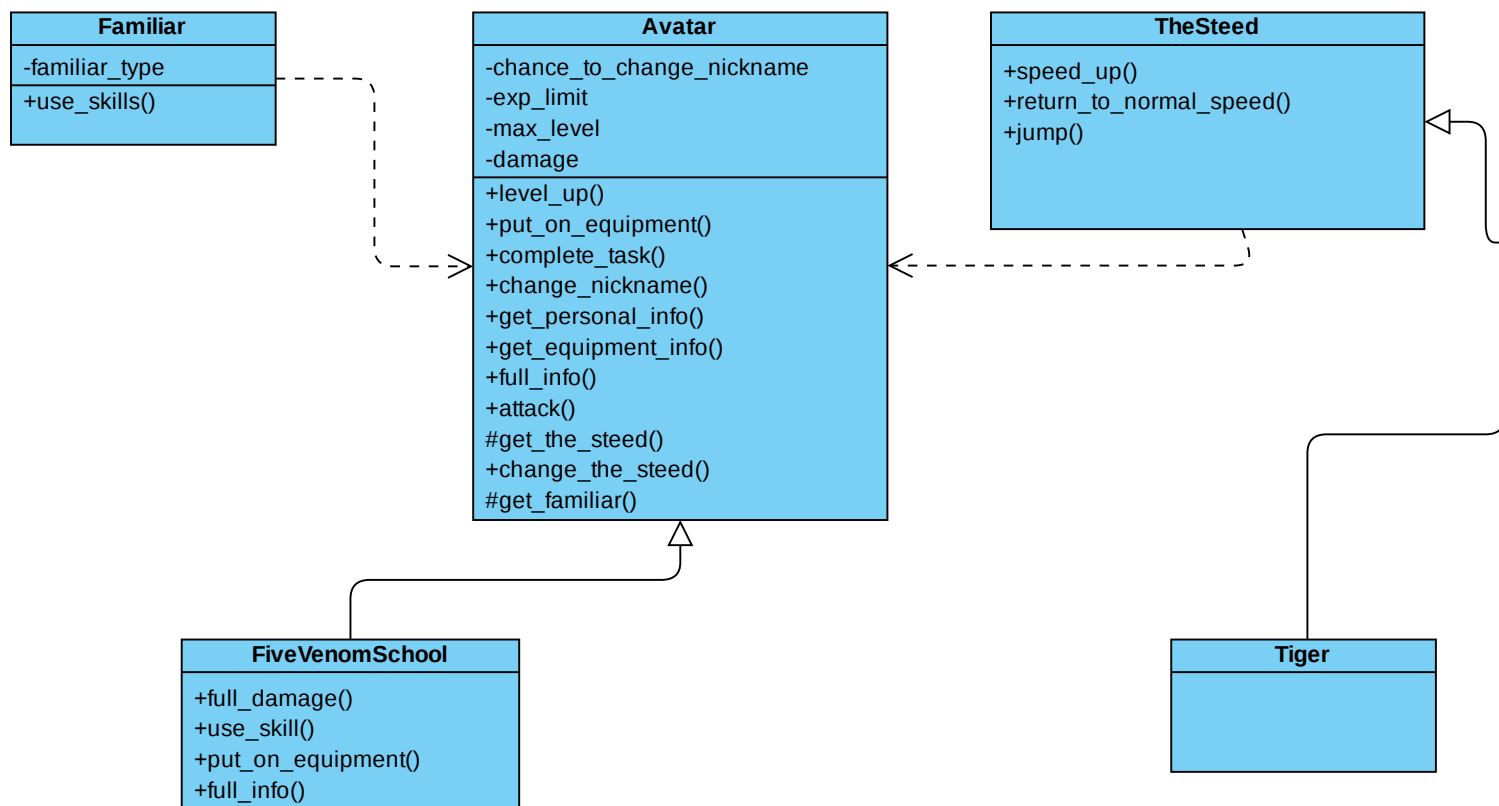 Familiar
-familiar_type
+use_skills()
Avatar
-chance_to_change_nickname
-exp_limit
-max_level
-damage
+level_up()
+put_on_equipment()
+complete_task()
+change_nickname()
+get_personal_info()
+get_equipment_info()
+full_info()
+attack()
#get_the_steed()
+change_the_steed()
#get_familiar()
TheSteed
+speed_up()
+return_to_normal_speed()
+jump()
FiveVenomSchool
+full_damage()
+use_skill()
+put_on_equipment()
+full_info()
Tiger